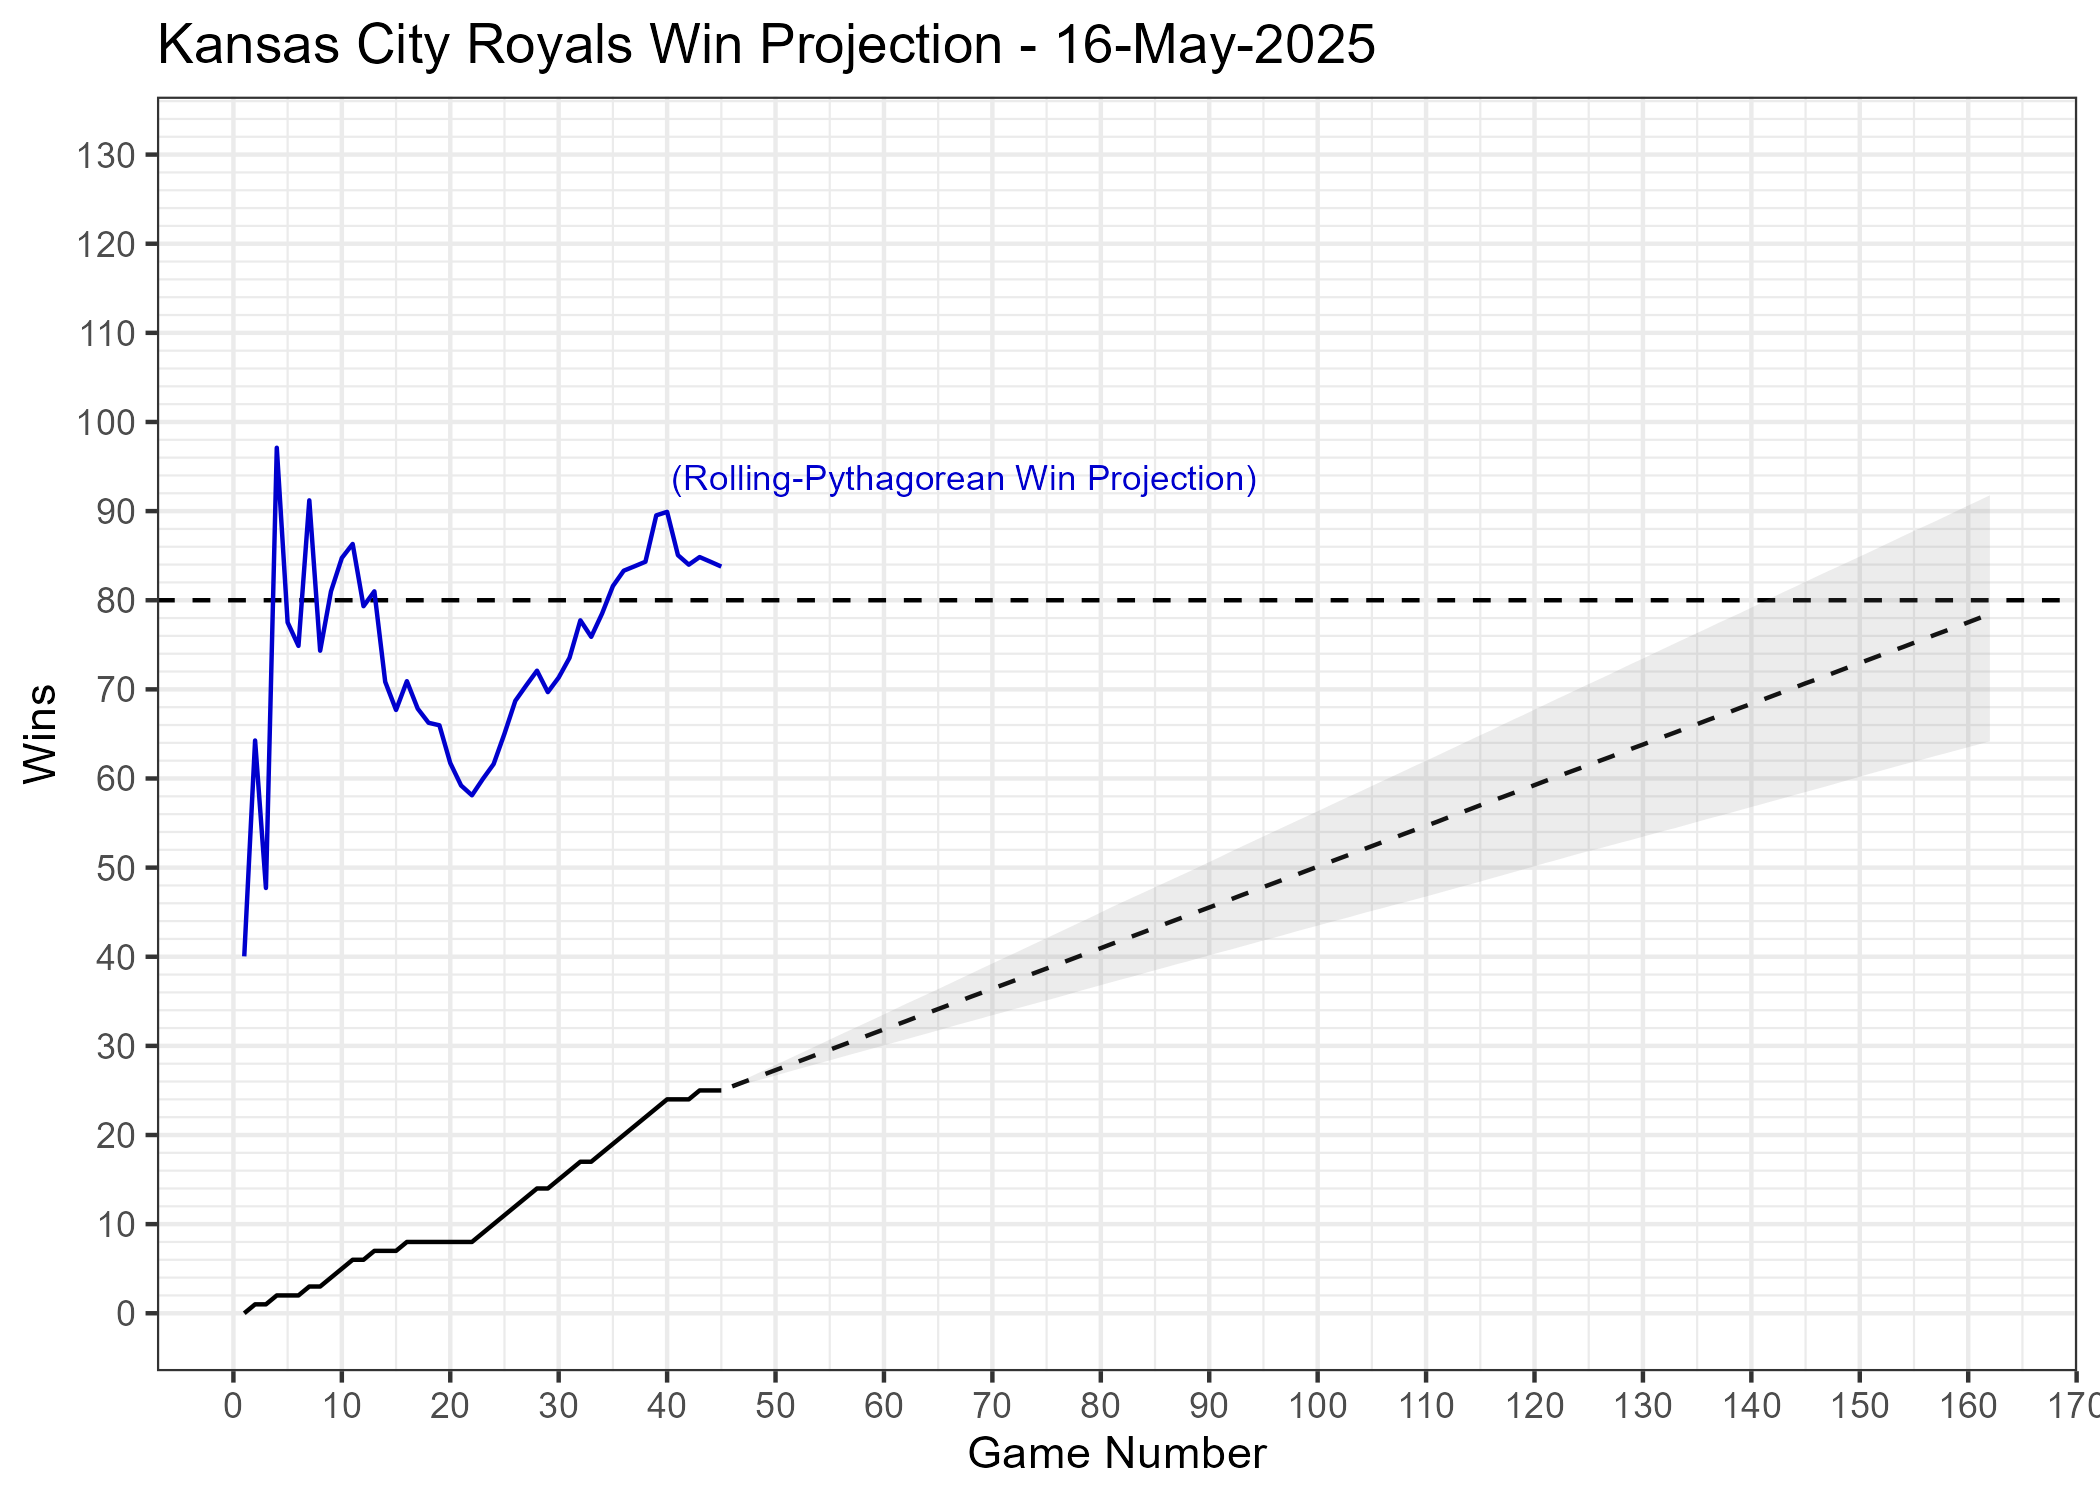 Kansas City Royals Win Projection - 16-May-2025
130
120
110
100
(Rolling-Pythagorean Win Projection)
90
80
70
Wins
60
50
40
30
20
10
0
0 10 20 30 40 50 60 70 80 90 100 110 120 130 140 150 160 170
Game Number